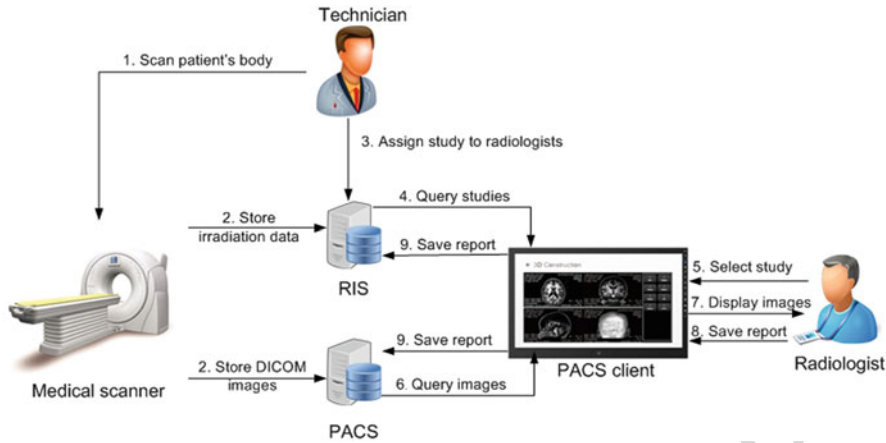 Technician
1. Scan patient's body
3. Assign study to radiologists
4. Query studies
2. Store
irradiation data
9. Save report
RIS
3D Construction
5. Select study
7. Display images
8. Save report
Radiologist
PACS client
Medical scanner
2. Store DICOM
images
9. Save report
6. Query images
PACS